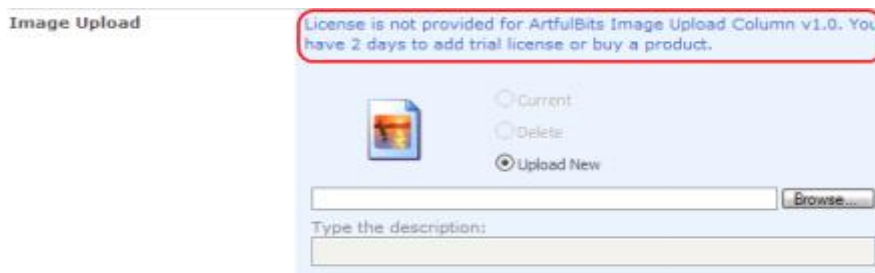 Image Upload
License is not provided for ArtfulBits Image Upload Column v1.0. You
have 2 days to add trial license or buy a product.
Current
Delete
Upload New
Browse...
Type the description: